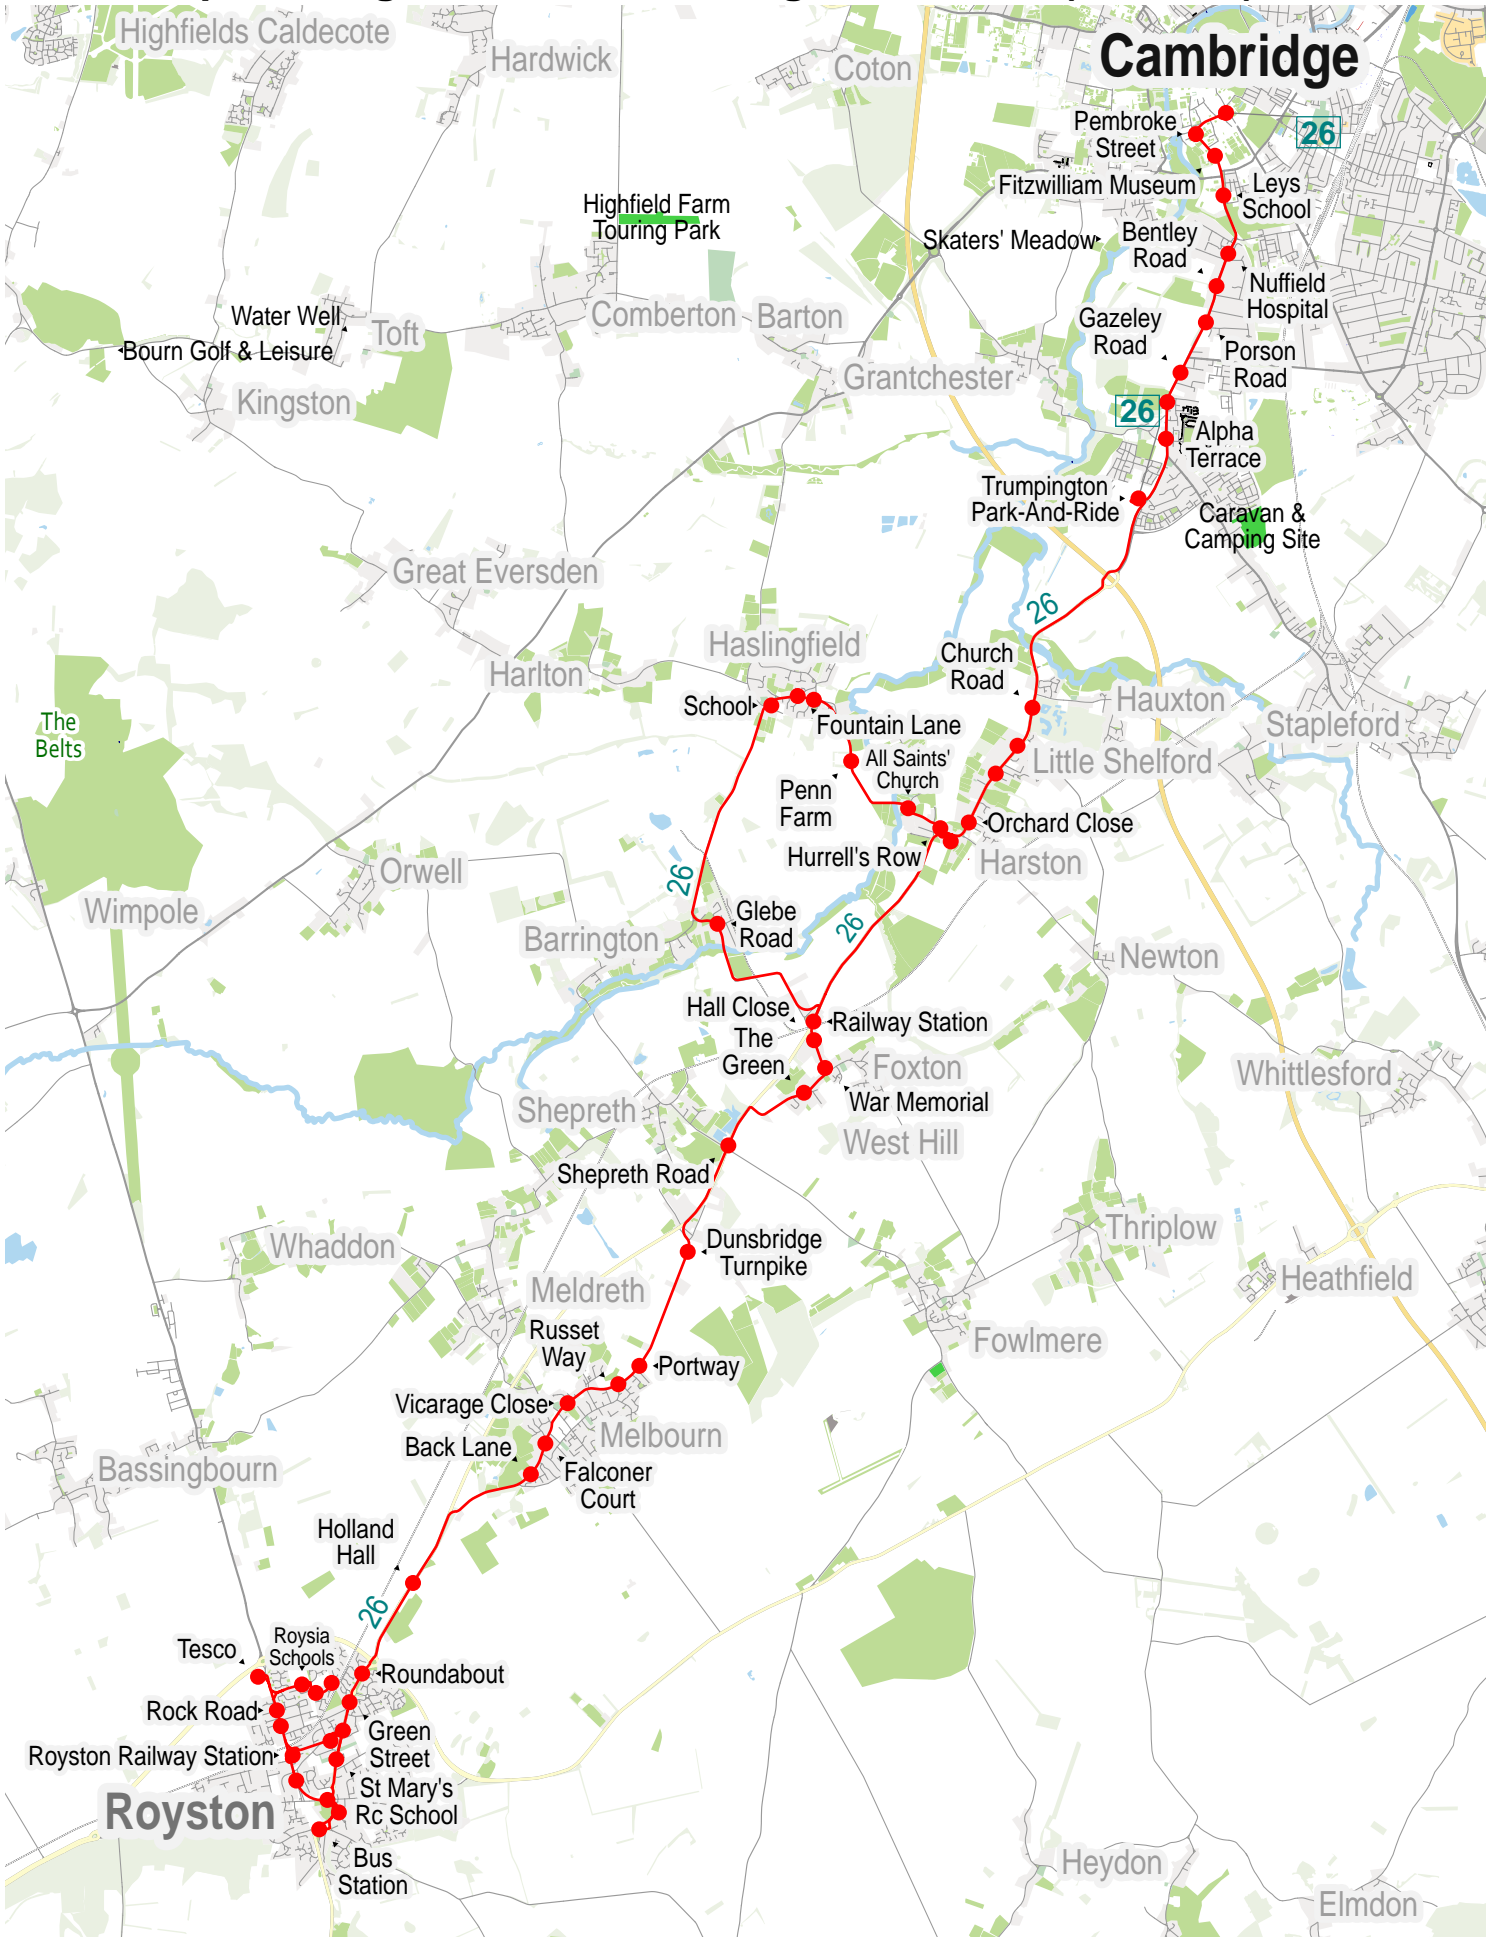 Highfields Caldecote
Hardwick
Coton
Cambridge
Pembroke
Street
26
Fitzwilliam Museum
Leys
School
Highfield Farm
Touring Park
Skaters' Meadow
Bentley
Road
Nuffield
Hospital
Water Well
Toft
Comberton
Barton
Gazeley
Road
Bourn Golf & Leisure
Porson
Road
Kingston
Grantchester
26
Alpha
Terrace
Trumpington
Park-And-Ride
Caravan &
Camping Site
Great Eversden
26
Haslingfield
Church
Road
Harlton
School
Fountain Lane
Hauxton
Stapleford
The
Belts
All Saints'
Church
Little Shelford
Penn
Farm
Orchard Close
Hurrell's Row
Harston
Orwell
26
Wimpole
Glebe
Road
26
Barrington
Newton
Hall Close
Railway Station
The
Green
Foxton
Whittlesford
War Memorial
Shepreth
West Hill
Shepreth Road
Whaddon
Dunsbridge
Turnpike
Thriplow
Heathfield
Meldreth
Russet
Way
Fowlmere
Portway
Vicarage Close
Melbourn
Back Lane
Bassingbourn
Falconer
Court
Holland
Hall
26
Tesco
Roysia
Schools
Roundabout
Rock Road
Green
Street
Royston Railway Station
St Mary's
Rc School
Royston
Bus
Station
Heydon
Elmdon